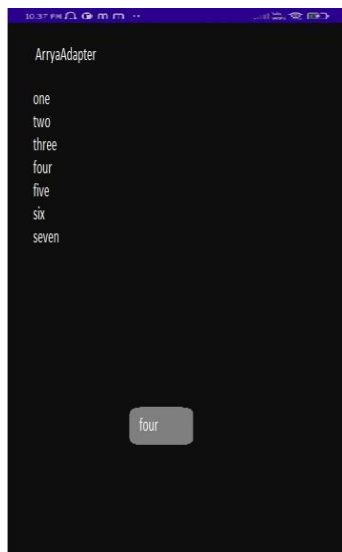 10:37 PM
ArryaAdapter
one
two
three
four
five
six
seven
four